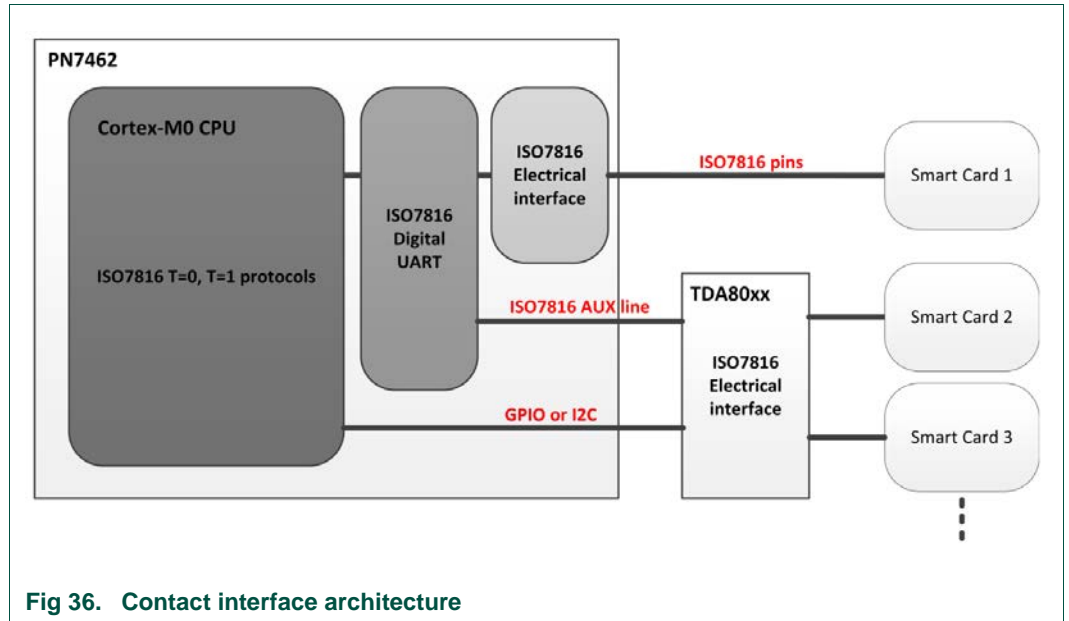 PN7462
Cortex-M0 CPU
ISO7816 T=0, T=1 protocols
ISO7816
Digital
UART
ISO7816
Electrical
interface
ISO7816 pins
Smart Card 1
ISO7816 AUX line
TDA80xx
ISO7816
Electrical
interface
Smart Card 2
GPIO or I2C
Smart Card 3
Fig 36. Contact interface architecture